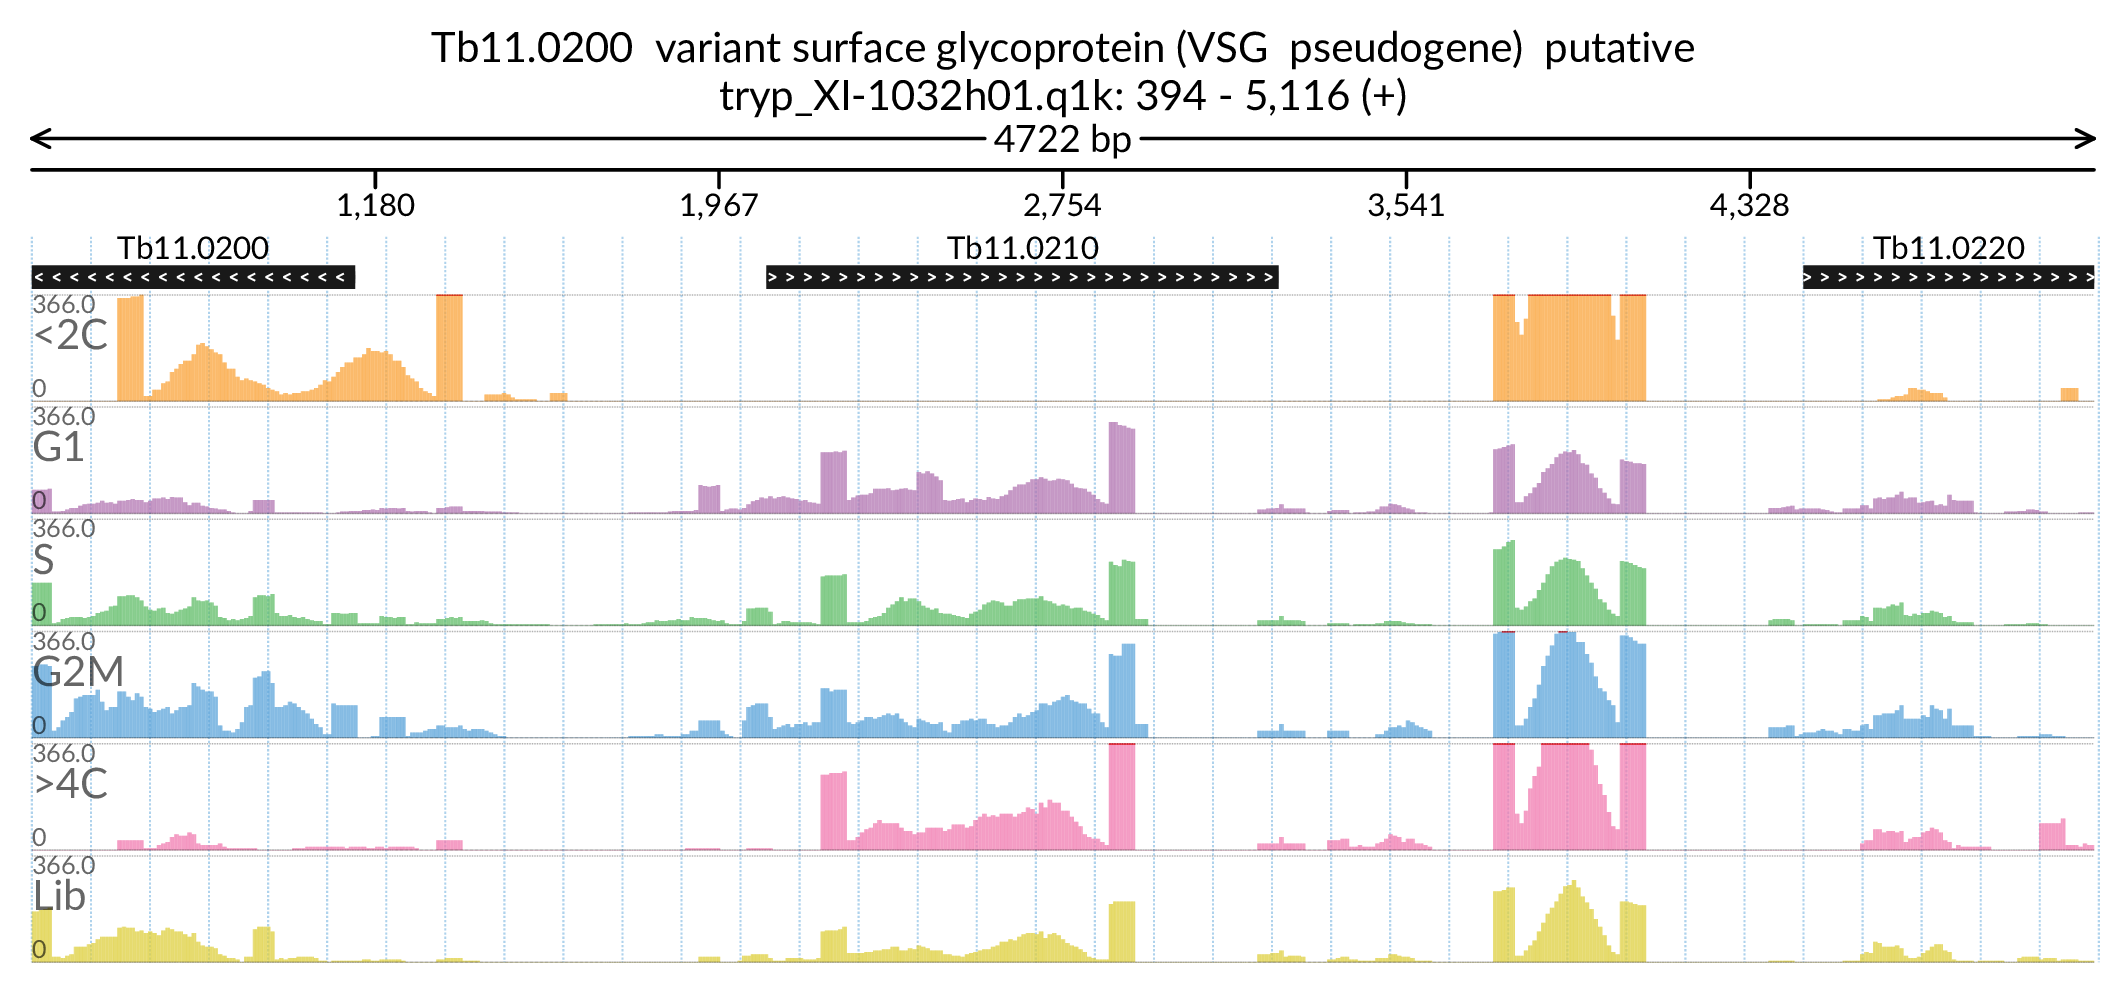 Tb11.0200 variant surface glycoprotein (VSG pseudogene) putative
tryp_XI-1032h01.q1k: 394 - 5,116 (+)
4722 bp
1,180 1,967 2,754 3,541 4,328
Tb11.0200 Tb11.0210 Tb11.0220
366.0
<2C
0
366.0
G1
0
366.0
S
0
366.0
G2M
0
366.0
>4C
0
366.0
Lib
0